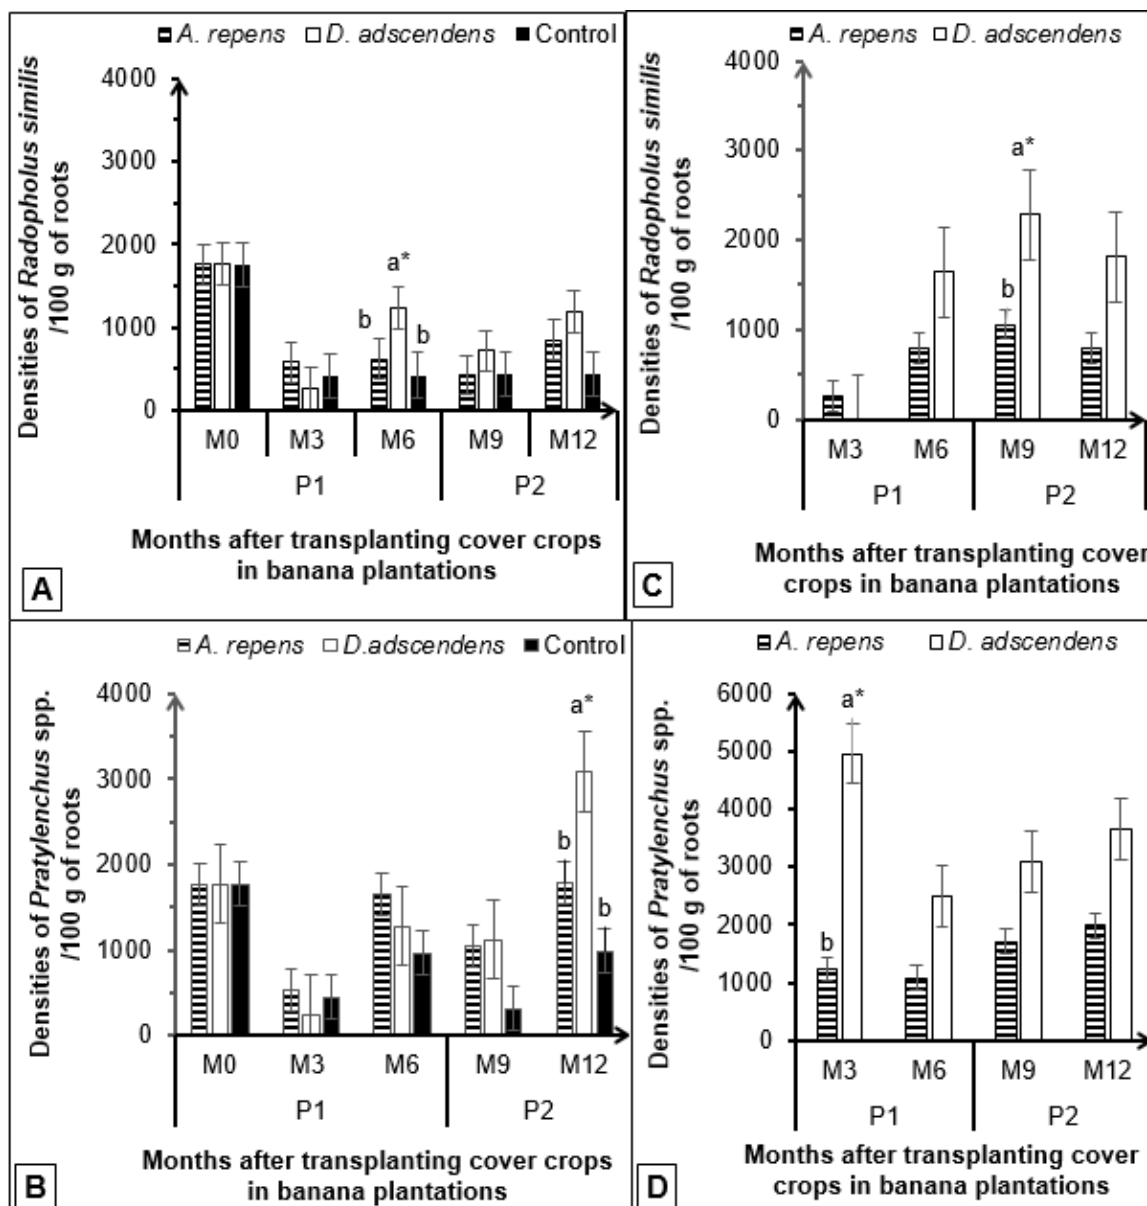 A. repens D. adscendens Control
Densities of Radopholus similis
/100 g of roots
4000
3000
2000
1000
0
a*
b b
M0 M3 M6 M9 M12
P1 P2
Months after transplanting cover crops
in banana plantations
A
A. repens D. adscendens
Densities of Radopholus similis
/100 g of roots
4000
3000
2000
1000
0
a*
b
M3 M6 M9 M12
P1 P2
Months after transplanting cover
crops in banana plantations
C
A. repens D.adscendens Control
Densities of Pratylenchus spp.
/100 g of roots
4000
3000
2000
1000
0
a*
b
b
M0 M3 M6 M9 M12
P1 P2
Months after transplanting cover crops
in banana plantations
B
A. repens D. adscendens
Densities of Pratylenchus spp.
/100 g of roots
6000
5000
4000
3000
2000
1000
0
a*
b
M3 M6 M9 M12
P1 P2
Months after transplanting cover
crops in banana plantations
D